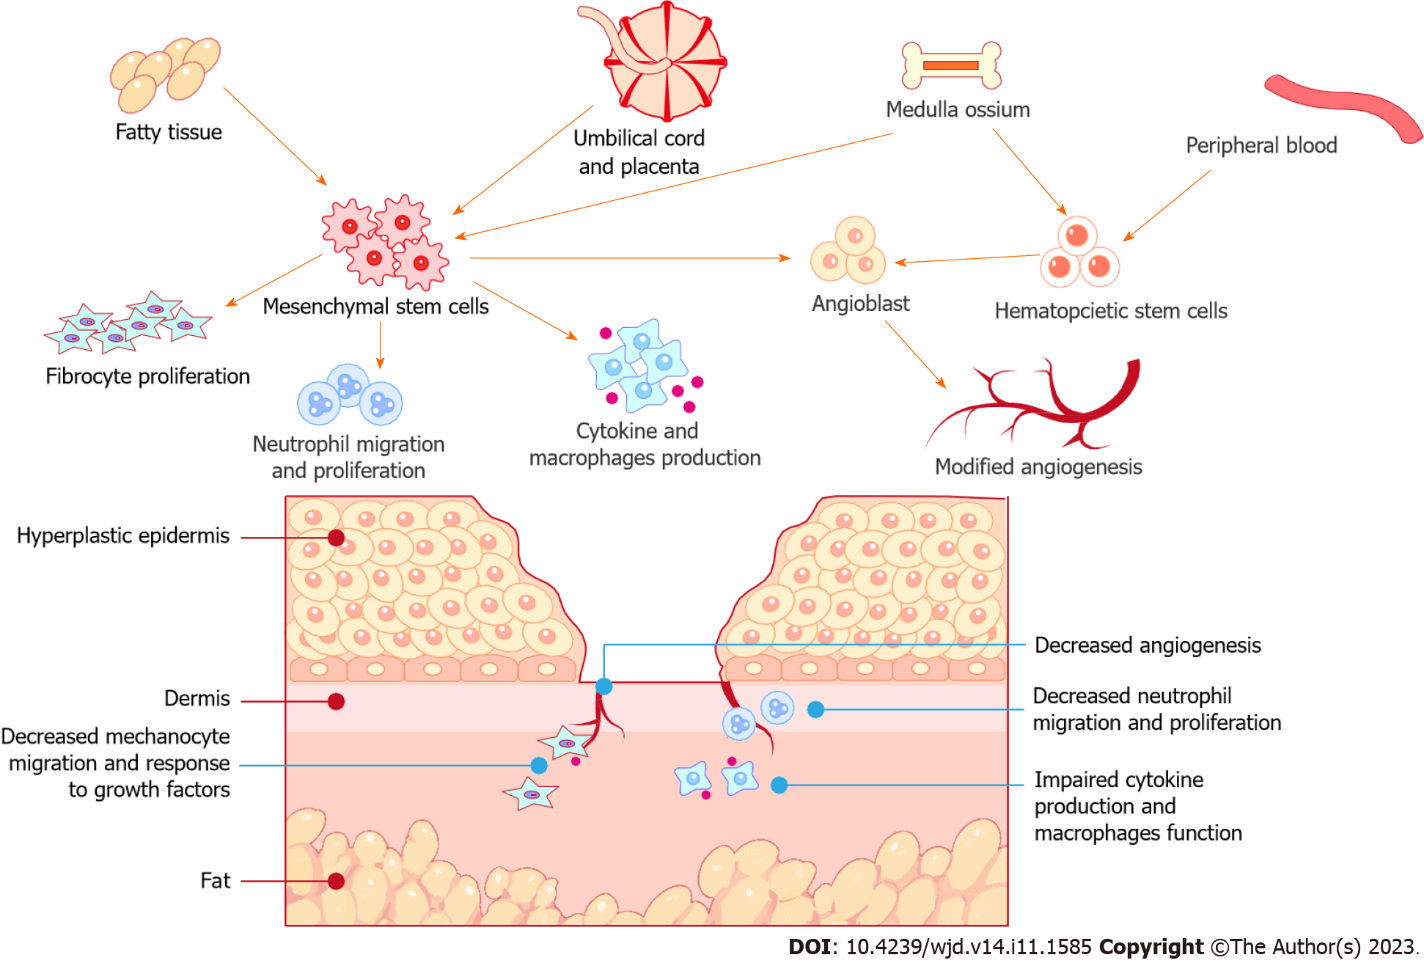 Fatty tissue
Umbilical cord
and placenta
Medulla ossium
Peripheral blood
Mesenchymal stem cells
Angioblast
Hematopcietic stem cells
Fibrocyte proliferation
Neutrophil migration
and proliferation
Cytokine and
macrophages production
Modified angiogenesis
Hyperplastic epidermis
Dermis
Decreased mechanocyte
migration and response
to growth factors
Fat
Decreased angiogenesis
Decreased neutrophil
migration and proliferation
Impaired cytokine
production and
macrophages function
DOI: 10.4239/wjd.v14.i11.1585 Copyright ©The Author(s) 2023.